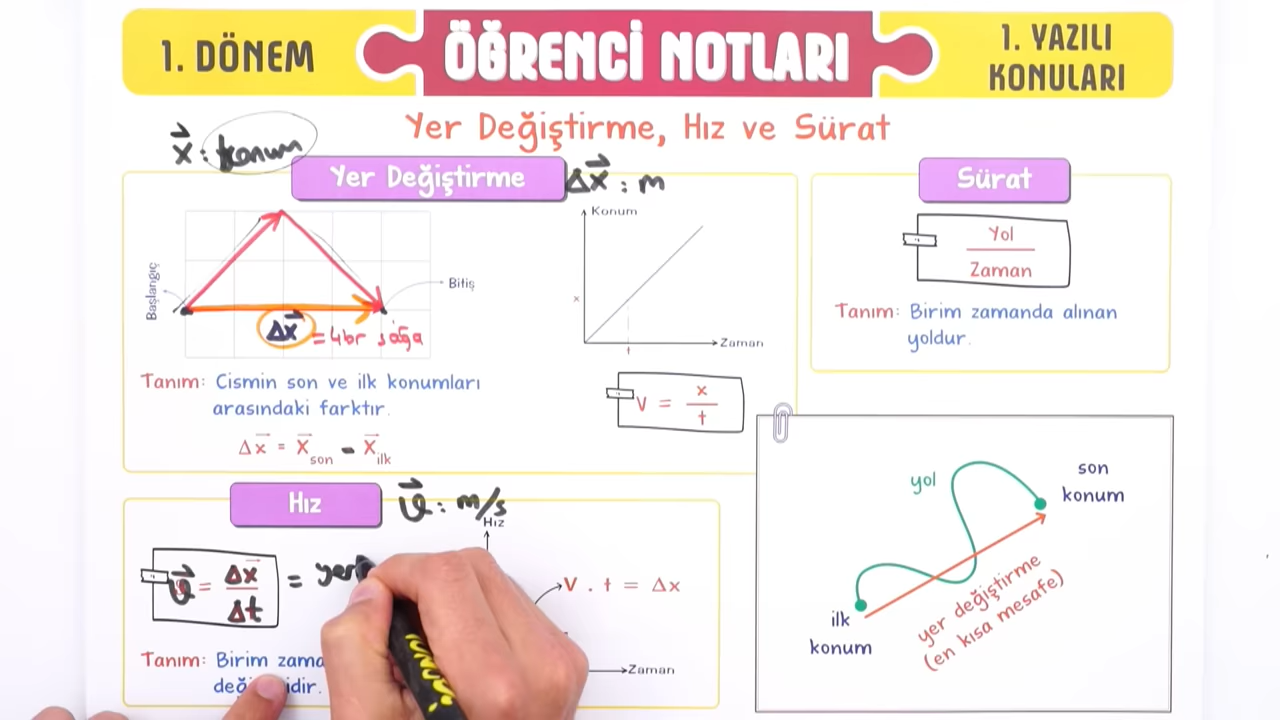 1. DÖNEM
ÖĞRENCİ NOTLARI
1. YAZILI
KONULARI
Yer Değiştirme, Hız ve Sürat
x : konum
Yer Değiştirme
Δx : m
Başlangıç
Bitiş
Δx = 4br sağa
Tanım: Cismin son ve ilk konumları
arasındaki farktır.
Δx = X son - X ilk
Konum
x
t
Zaman
V = x / t
Sürat
Yol
Zaman
Tanım: Birim zamanda alınan
yoldur.
Hız
ϑ : m/s
ϑ = Δx / Δt = yer
Tanım: Birim zama
Hız
V . t = Δx
Zaman
yol
son
konum
ilk
konum
yer değiştirme
(en kısa mesafe)